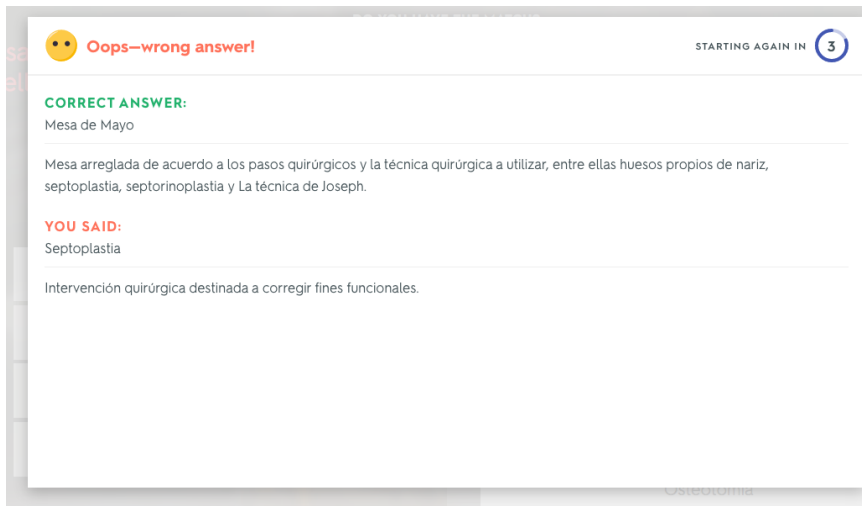 Oops—wrong answer!
STARTING AGAIN IN 3
CORRECT ANSWER:
Mesa de Mayo
Mesa arreglada de acuerdo a los pasos quirúrgicos y la técnica quirúrgica a utilizar, entre ellas huesos propios de nariz,
septoplastia, septorinoplastia y La técnica de Joseph.
YOU SAID:
Septoplastia
Intervención quirúrgica destinada a corregir fines funcionales.
Osteotomía